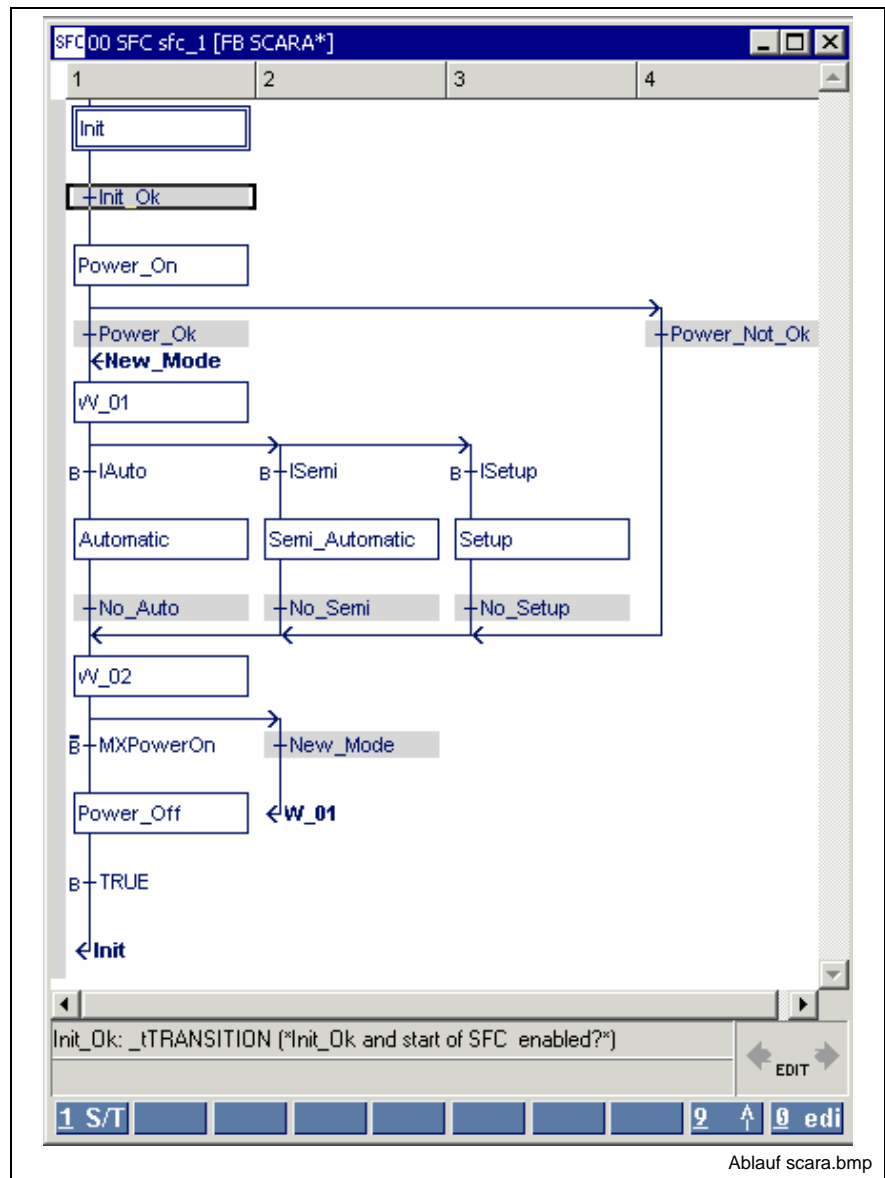 SFC 00 SFC sfc_1 [FB SCARA*]
1 2 3 4
Init
Init_Ok
Power_On
Power_Ok Power_Not_Ok
New_Mode
W_01
B IAuto B ISemi B ISetup
Automatic Semi_Automatic Setup
No_Auto No_Semi No_Setup
W_02
B MXPowerOn New_Mode
Power_Off W_01
B TRUE
Init
Init_Ok: _tTRANSITION (*Init_Ok and start of SFC enabled?*)
EDIT
1 S/T 9 ↑ 0 edi
Ablauf scara.bmp